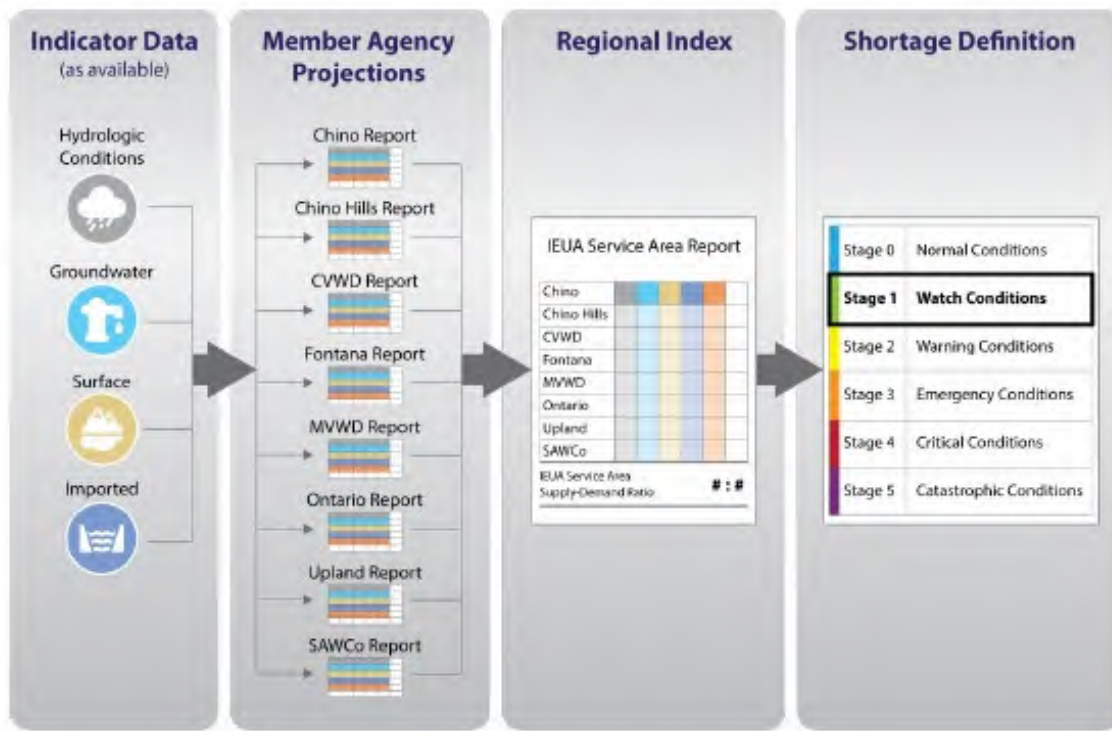 Indicator Data
(as available)
Hydrologic
Conditions
Groundwater
Surface
Imported
Member Agency
Projections
Chino Report
Chino Hills Report
CVWD Report
Fontana Report
MVWD Report
Ontario Report
Upland Report
SAWCo Report
Regional Index
IEUA Service Area Report
Chino
Chino Hills
CVWD
Fontana
MVWD
Ontario
Upland
SAWCo
IEUA Service Area
Supply-Demand Ratio # : #
Shortage Definition
Stage 0 Normal Conditions
Stage 1 Watch Conditions
Stage 2 Warning Conditions
Stage 3 Emergency Conditions
Stage 4 Critical Conditions
Stage 5 Catastrophic Conditions